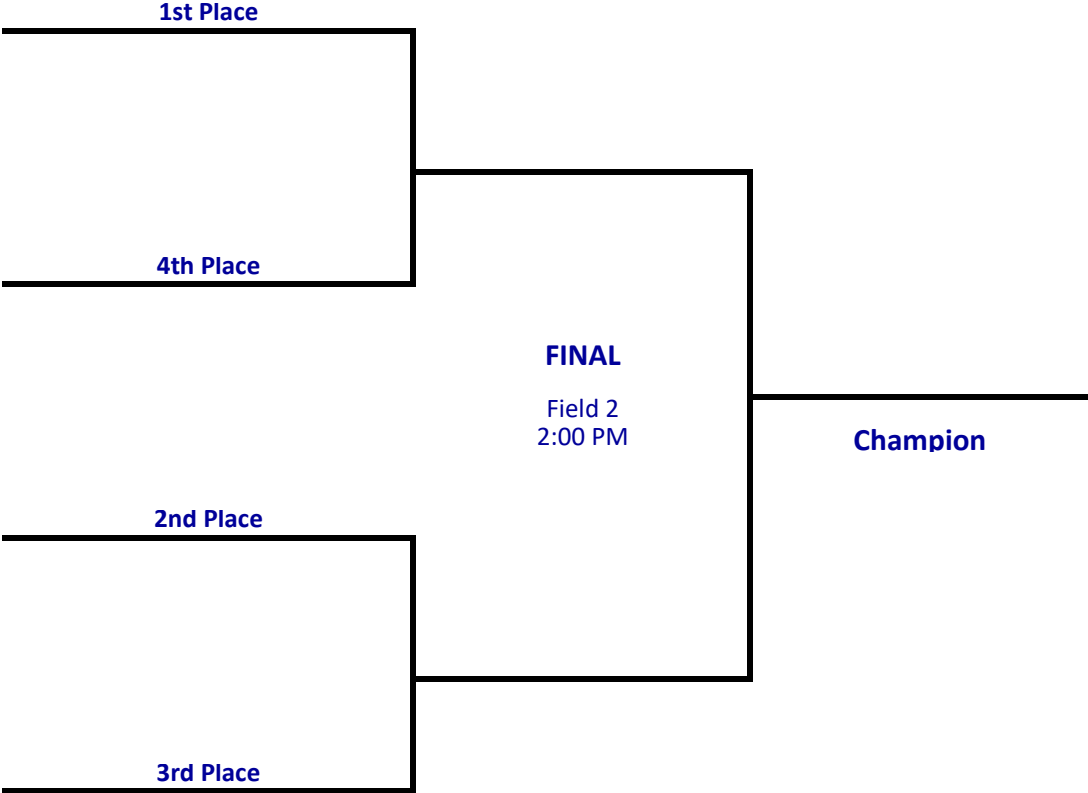 1st Place
4th Place
FINAL
Field 2
2:00 PM
Champion
2nd Place
3rd Place